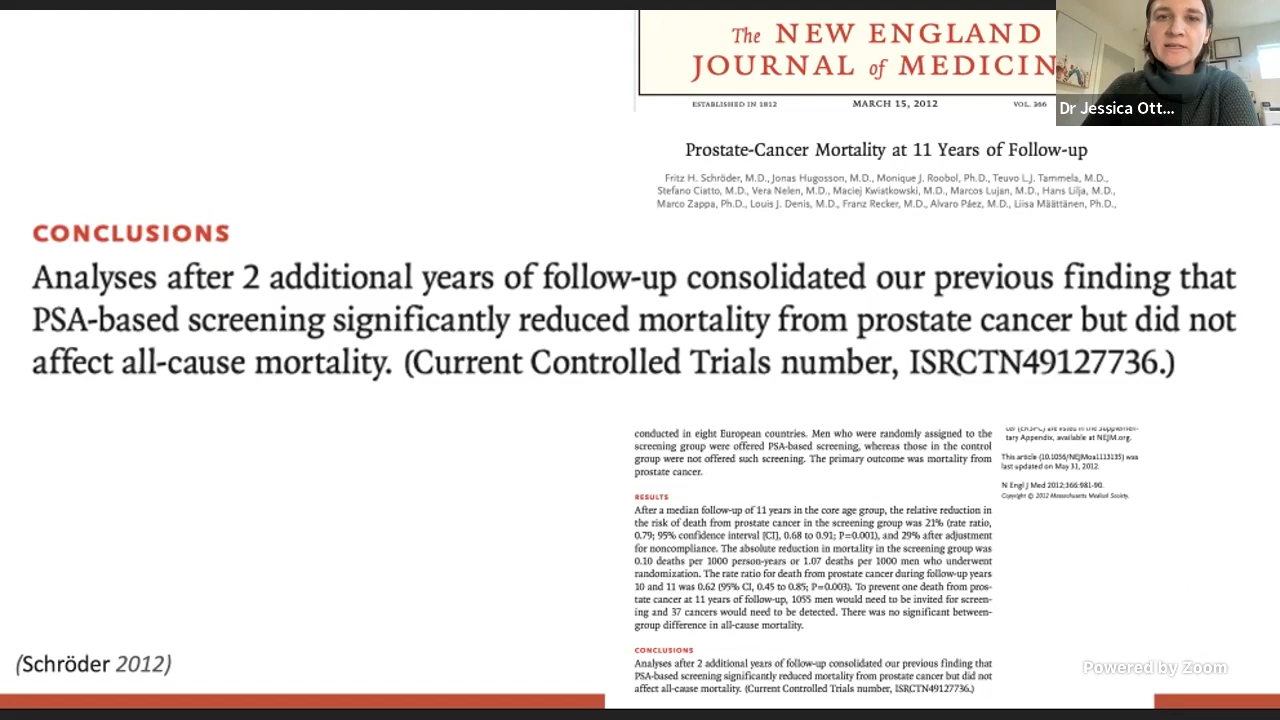 The NEW ENGLAND
JOURNAL of MEDICIN
ESTABLISHED IN 1812 MARCH 15, 2012 VOL. 366
Dr Jessica Ott...
Prostate-Cancer Mortality at 11 Years of Follow-up
Fritz H. Schröder, M.D., Jonas Hugosson, M.D., Monique J. Roobol, Ph.D., Teuvo L.J. Tammela, M.D.,
Stefano Ciatto, M.D., Vera Nelen, M.D., Maciej Kwiatkowski, M.D., Marcos Lujan, M.D., Hans Lilja, M.D.,
Marco Zappa, Ph.D., Louis J. Denis, M.D., Franz Recker, M.D., Alvaro Páez, M.D., Liisa Määttänen, Ph.D.,
CONCLUSIONS
Analyses after 2 additional years of follow-up consolidated our previous finding that
PSA-based screening significantly reduced mortality from prostate cancer but did not
affect all-cause mortality. (Current Controlled Trials number, ISRCTN49127736.)
conducted in eight European countries. Men who were randomly assigned to the
screening group were offered PSA-based screening, whereas those in the control
group were not offered such screening. The primary outcome was mortality from
prostate cancer.
RESULTS
After a median follow-up of 11 years in the core age group, the relative reduction in
the risk of death from prostate cancer in the screening group was 21% (rate ratio,
0.79; 95% confidence interval [CI], 0.68 to 0.91; P=0.001), and 29% after adjustment
for noncompliance. The absolute reduction in mortality in the screening group was
0.10 deaths per 1000 person-years or 1.07 deaths per 1000 men who underwent
randomization. The rate ratio for death from prostate cancer during follow-up years
10 and 11 was 0.62 (95% CI, 0.45 to 0.85; P=0.003). To prevent one death from pros-
tate cancer at 11 years of follow-up, 1055 men would need to be invited for screen-
ing and 37 cancers would need to be detected. There was no significant between-
group difference in all-cause mortality.
CONCLUSIONS
Analyses after 2 additional years of follow-up consolidated our previous finding that
PSA-based screening significantly reduced mortality from prostate cancer but did not
affect all-cause mortality. (Current Controlled Trials number, ISRCTN49127736.)
cer (ERSPC) are listed in the Supplemen-
tary Appendix, available at NEJM.org.
This article (10.1056/NEJMoa1113135) was
last updated on May 31, 2012.
N Engl J Med 2012;366:981-90.
Copyright © 2012 Massachusetts Medical Society.
(Schröder 2012)
Powered by Zoom